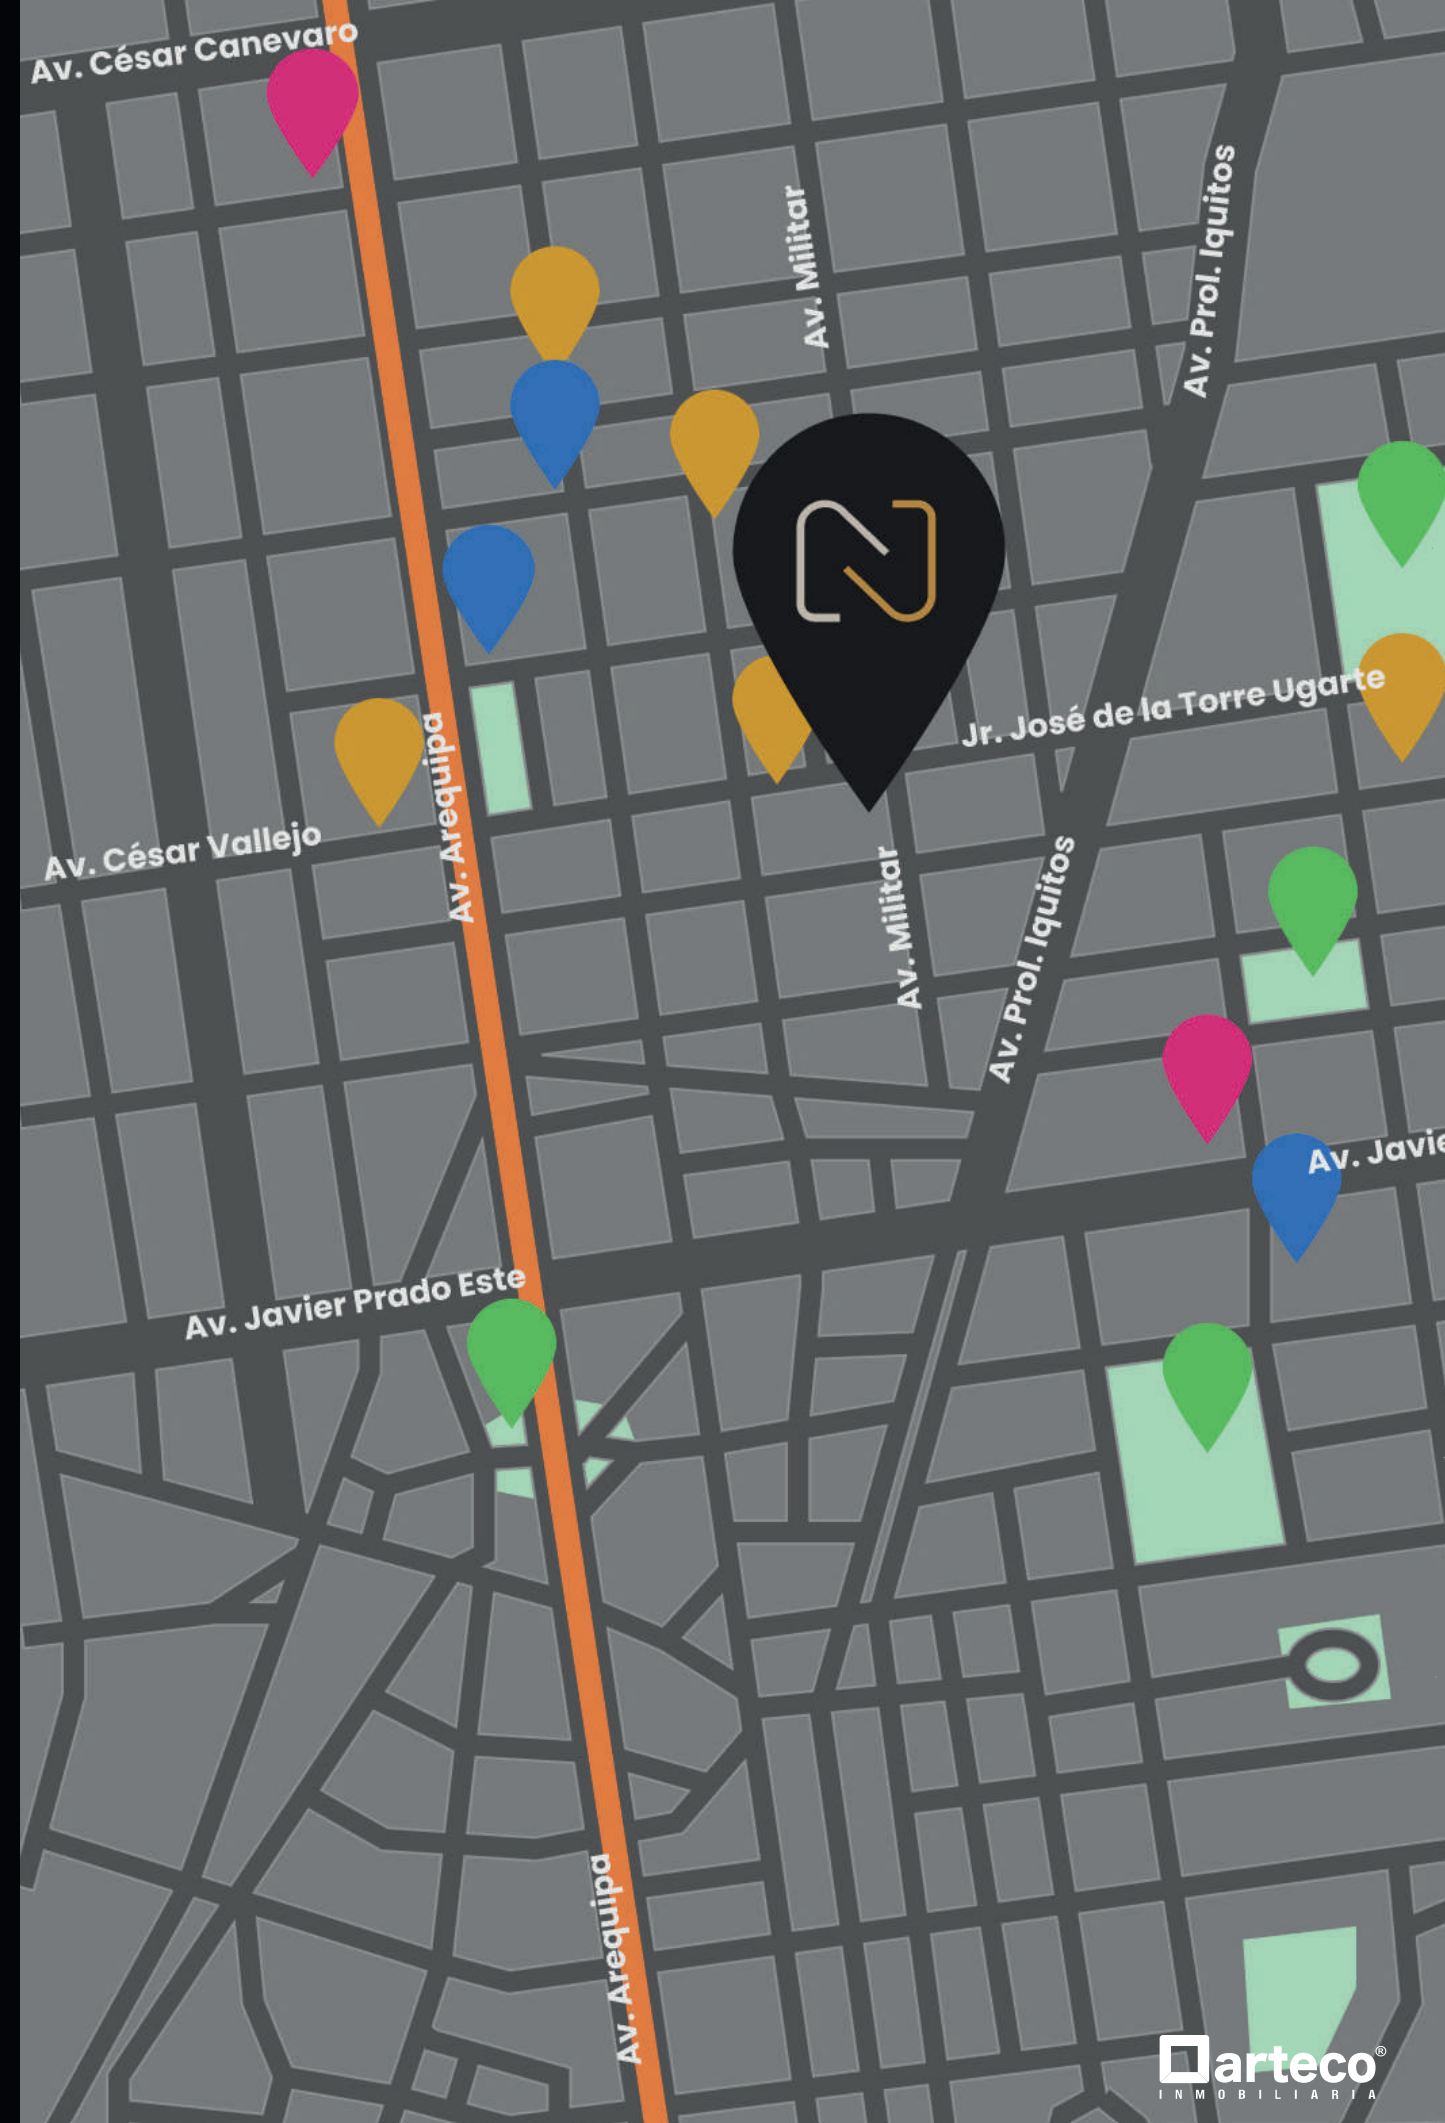 Av. César Canevaro
Av. Militar
Av. Prol. Iquitos
Jr. José de la Torre Ugarte
Av. Arequipa
Av. César Vallejo
Av. Militar
Av. Prol. Iquitos
Av. Javie
Av. Javier Prado Este
Av. Arequipa
arteco®
INMOBILIARIA